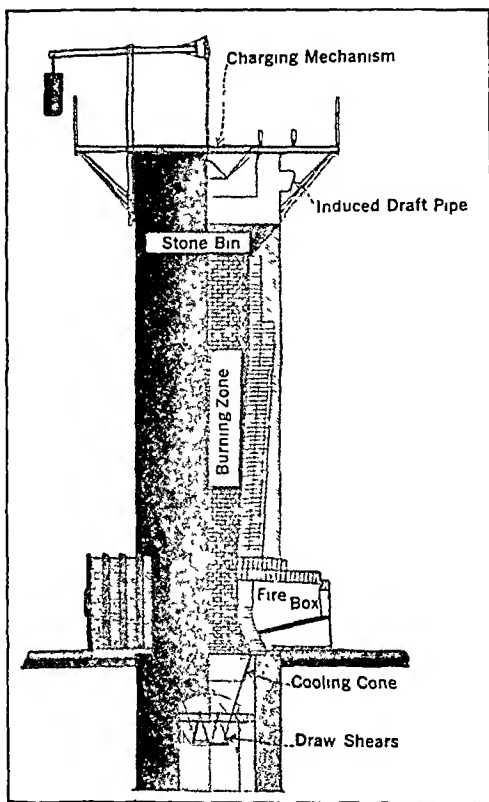 Charging Mechanism
Induced Draft Pipe
Stone Bin
Burning Zone
Fire
Box
Cooling Cone
Draw Shears